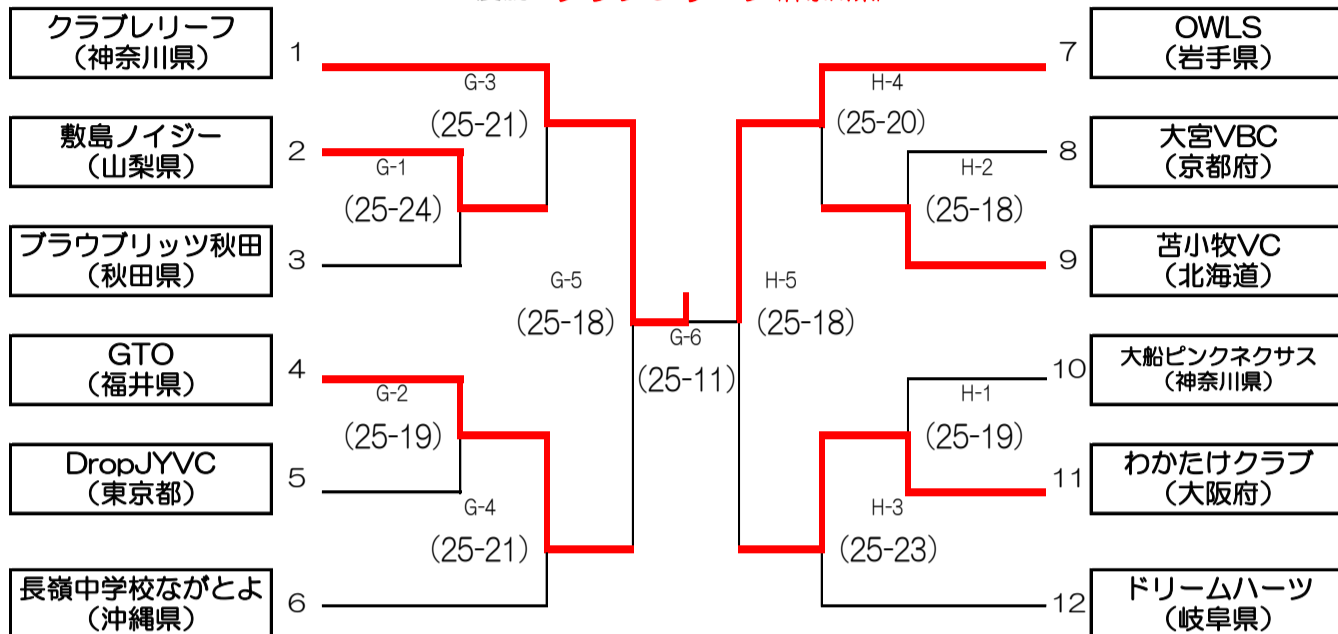 クラブレリーフ
(神奈川県)
1
敷島ノイジー
(山梨県)
2
ブラウブリッツ秋田
(秋田県)
3
GTO
(福井県)
4
DropJYVC
(東京都)
5
長嶺中学校ながとよ
(沖縄県)
6
G-3
(25-21)
G-1
(25-24)
G-5
(25-18)
G-2
(25-19)
G-4
(25-21)
G-6
(25-11)
H-4
(25-20)
H-2
(25-18)
H-5
(25-18)
H-1
(25-19)
H-3
(25-23)
7
OWLS
(岩手県)
8
大宮VBC
(京都府)
9
苫小牧VC
(北海道)
10
大船ピンクネクサス
(神奈川県)
11
わかたけクラブ
(大阪府)
12
ドリームハーツ
(岐阜県)